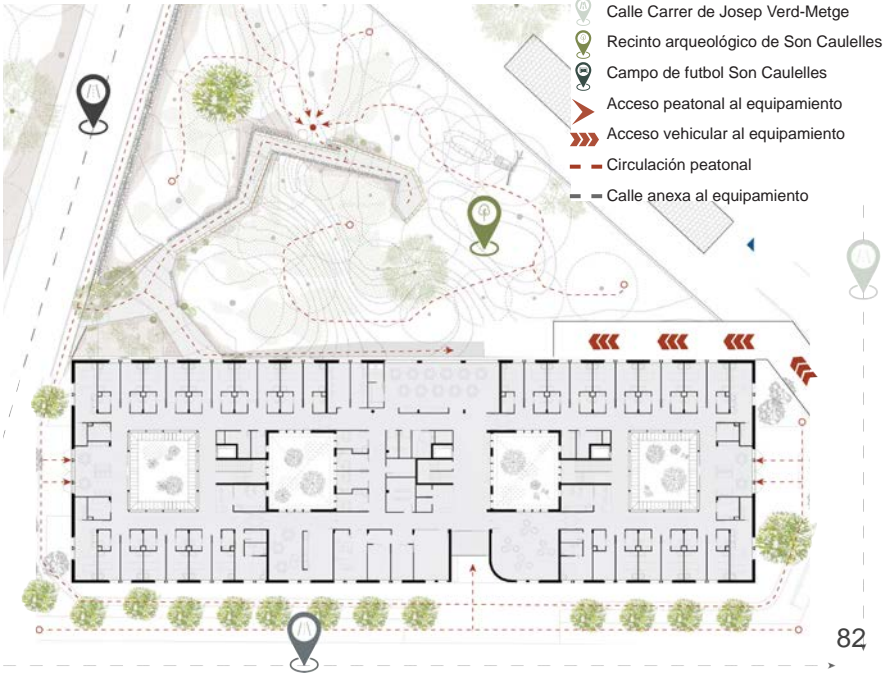 Calle Carrer de Josep Verd-Metge
Recinto arqueológico de Son Caulelles
Campo de futbol Son Caulelles
Acceso peatonal al equipamiento
Acceso vehicular al equipamiento
Circulación peatonal
Calle anexa al equipamiento
82